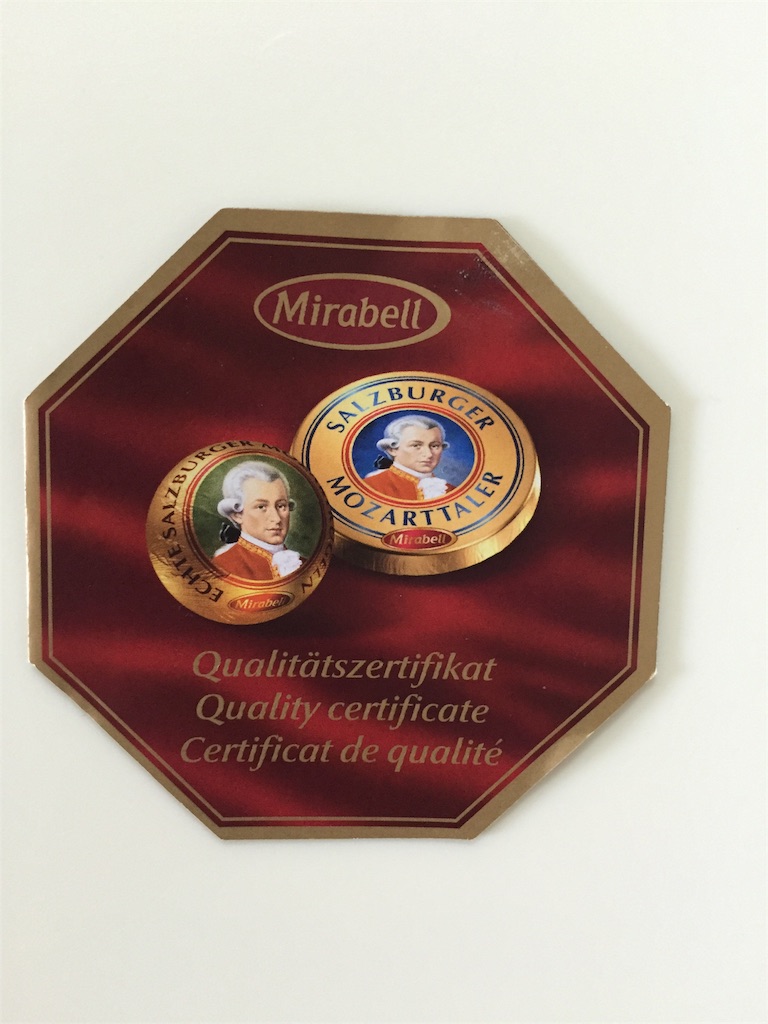 Mirabell
SALZBURGER
MOZARTTALER
Mirabell
ECHTE SALZBURGER
Mirabell
Qualitätszertifikat
Quality certificate
Certificat de qualité